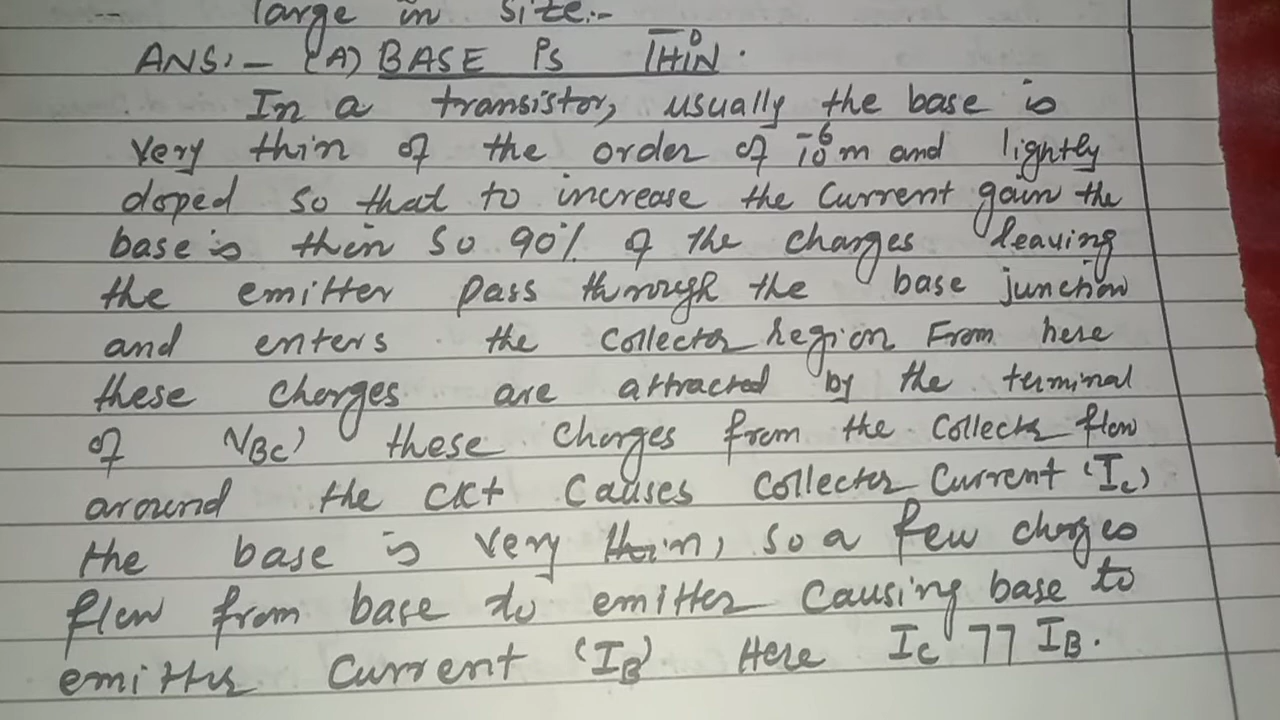 large in size:-
ANS:- (A) BASE is THIN.
In a transistor, usually the base is
very thin of the order of 10⁻⁶m and lightly
doped so that to increase the current gain the
base is thin so 90% of the charges leaving
the emitter pass through the base junction
and enters the collector region From here
these charges are attracted by the terminal
of VBC) these charges from the collects flow
around the ckt causes collector current (Ic)
the base is very thin, so a few charges
flow from base to emitter causing base to
emitter current (IB) Here Ic >> IB.